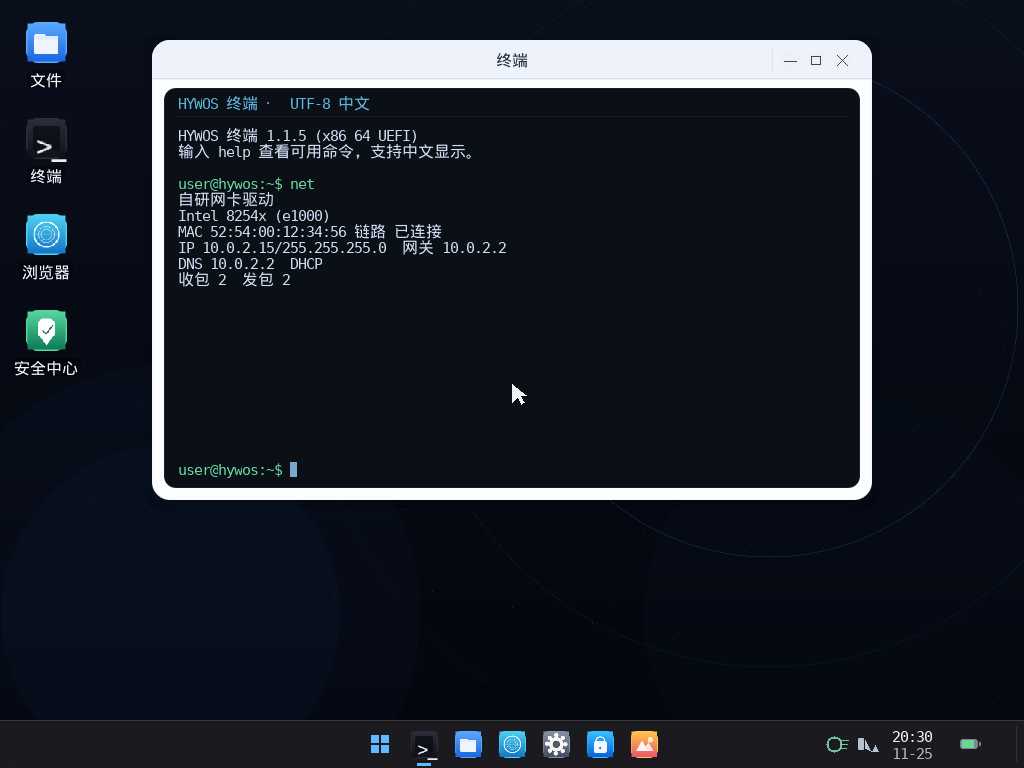 文件
终端
浏览器
安全中心
终端
HYWOS 终端 · UTF-8 中文
HYWOS 终端 1.1.5 (x86 64 UEFI)
输入 help 查看可用命令，支持中文显示。
user@hywos:~$ net
自研网卡驱动
Intel 8254x (e1000)
MAC 52:54:00:12:34:56 链路 已连接
IP 10.0.2.15/255.255.255.0 网关 10.0.2.2
DNS 10.0.2.2 DHCP
收包 2 发包 2
user@hywos:~$
20:30
11-25